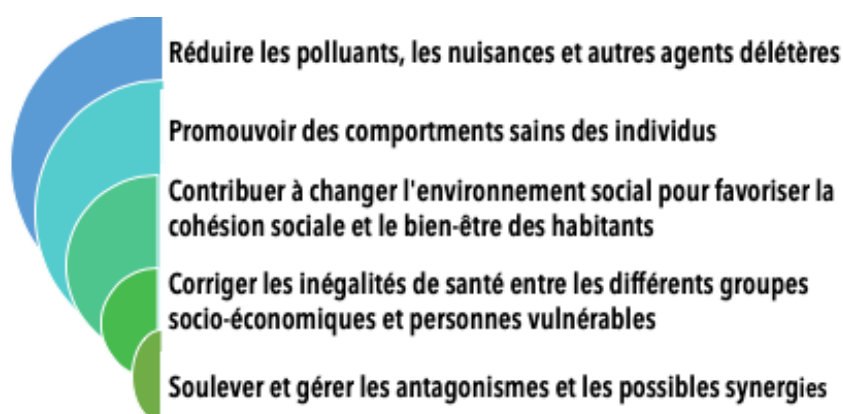 Réduire les polluants, les nuisances et autres agents délétères
Promouvoir des comportments sains des individus
Contribuer à changer l'environnement social pour favoriser la
cohésion sociale et le bien-être des habitants
Corriger les inégalités de santé entre les différents groupes
socio-économiques et personnes vulnérables
Soulever et gérer les antagonismes et les possibles synergies